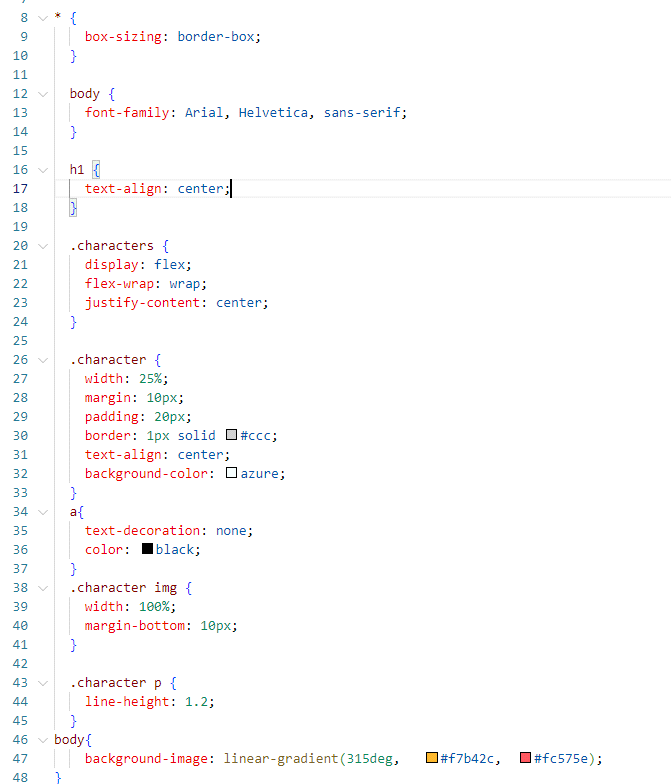 8 * {
9 box-sizing: border-box;
10 }
11
12 body {
13 font-family: Arial, Helvetica, sans-serif;
14 }
15
16 h1 {
17 text-align: center;
18 }
19
20 .characters {
21 display: flex;
22 flex-wrap: wrap;
23 justify-content: center;
24 }
25
26 .character {
27 width: 25%;
28 margin: 10px;
29 padding: 20px;
30 border: 1px solid #ccc;
31 text-align: center;
32 background-color: azure;
33 }
34 a{
35 text-decoration: none;
36 color: black;
37 }
38 .character img {
39 width: 100%;
40 margin-bottom: 10px;
41 }
42
43 .character p {
44 line-height: 1.2;
45 }
46 body{
47 background-image: linear-gradient(315deg, #f7b42c, #fc575e);
48 }